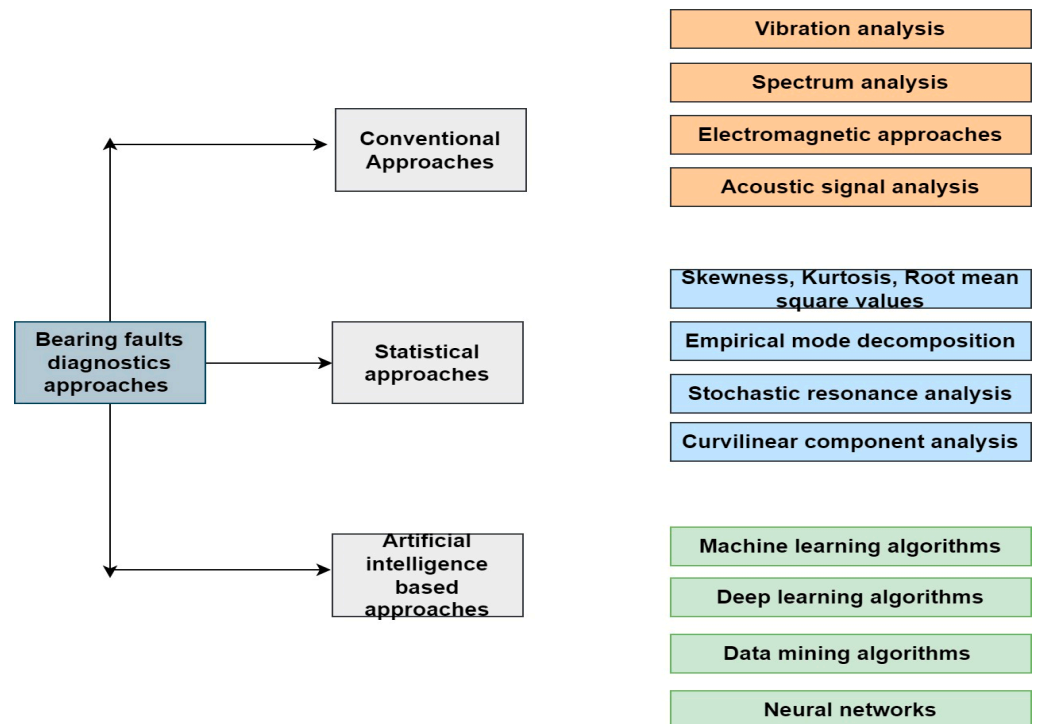 Vibration analysis
Spectrum analysis
Electromagnetic approaches
Acoustic signal analysis
Conventional
Approaches
Skewness, Kurtosis, Root mean
square values
Empirical mode decomposition
Stochastic resonance analysis
Curvilinear component analysis
Bearing faults
diagnostics
approaches
Statistical
approaches
Artificial
intelligence
based
approaches
Machine learning algorithms
Deep learning algorithms
Data mining algorithms
Neural networks